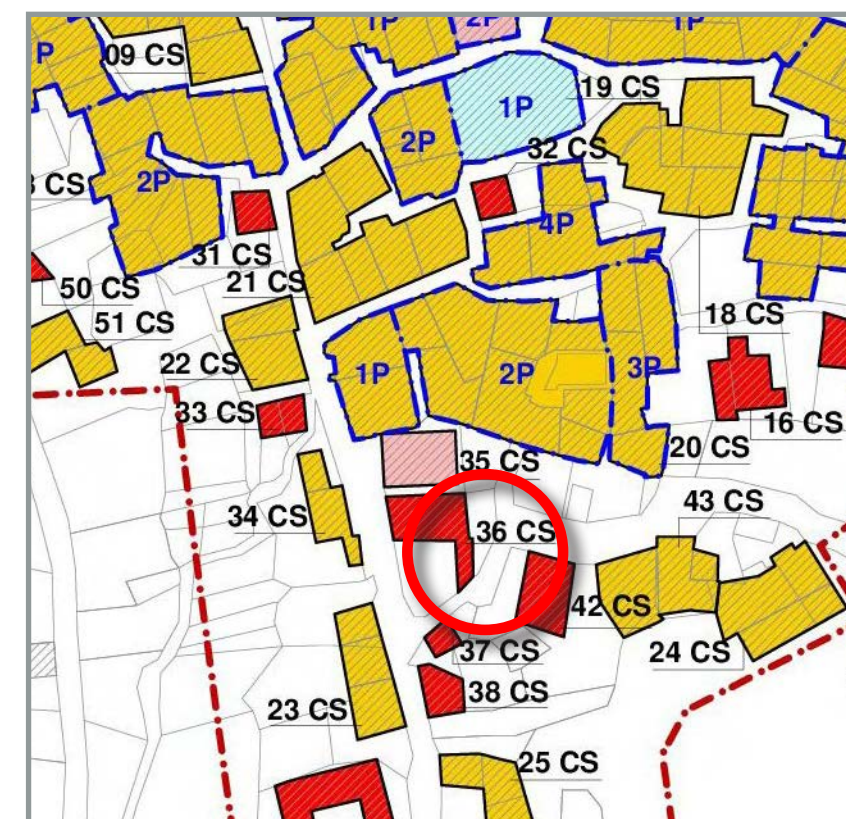 1P
2P
1P
P
09 CS
19 CS
1P
2P
32 CS
2P
CS
4P
31 CS
21 CS
50 CS
51 CS
18 CS
22 CS
1P
2P
3P
33 CS
16 CS
20 CS
35 CS
43 CS
34 CS
36 CS
42 CS
37 CS
24 CS
38 CS
23 CS
25 CS